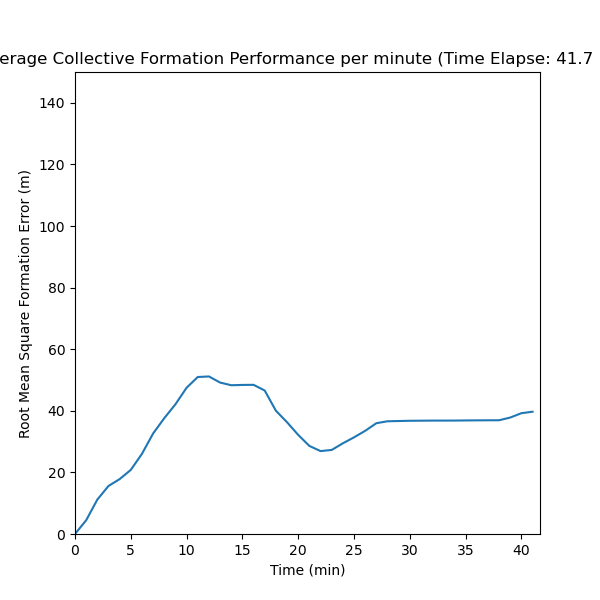 erage Collective Formation Performance per minute (Time Elapse: 41.7
140
120
100
80
60
40
20
0
Root Mean Square Formation Error (m)
0 5 10 15 20 25 30 35 40
Time (min)